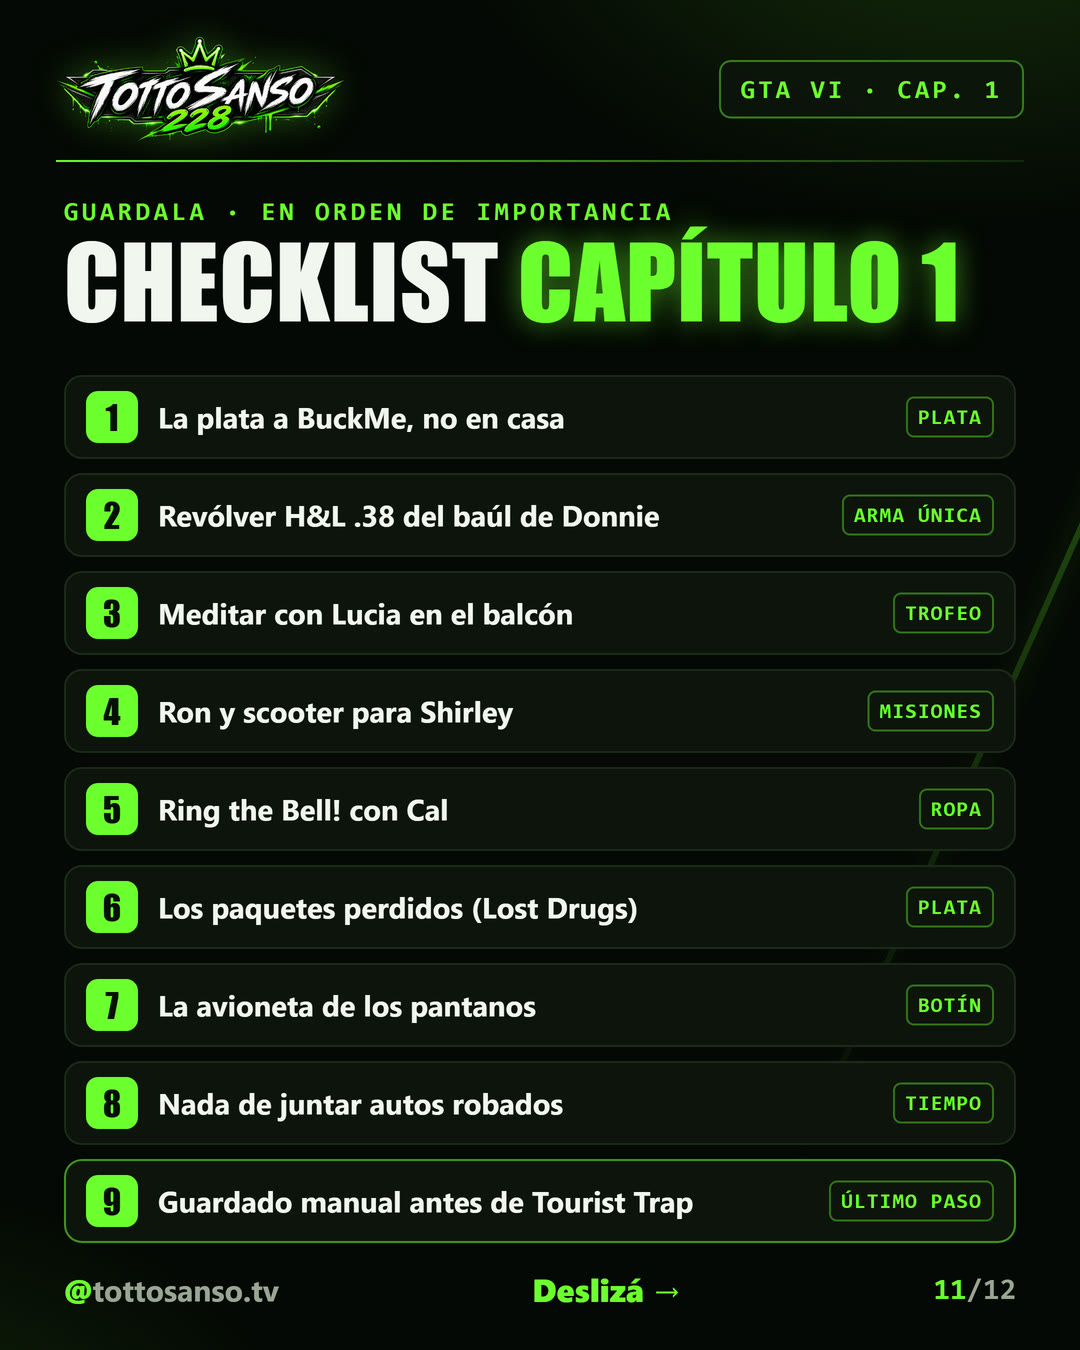 TOTTOSANSO
228
GTA VI · CAP. 1
GUARDALA · EN ORDEN DE IMPORTANCIA
CHECKLIST CAPÍTULO 1
1 La plata a BuckMe, no en casa PLATA
2 Revólver H&L .38 del baúl de Donnie ARMA ÚNICA
3 Meditar con Lucia en el balcón TROFEO
4 Ron y scooter para Shirley MISIONES
5 Ring the Bell! con Cal ROPA
6 Los paquetes perdidos (Lost Drugs) PLATA
7 La avioneta de los pantanos BOTÍN
8 Nada de juntar autos robados TIEMPO
9 Guardado manual antes de Tourist Trap ÚLTIMO PASO
@tottosanso.tv Deslizá → 11/12